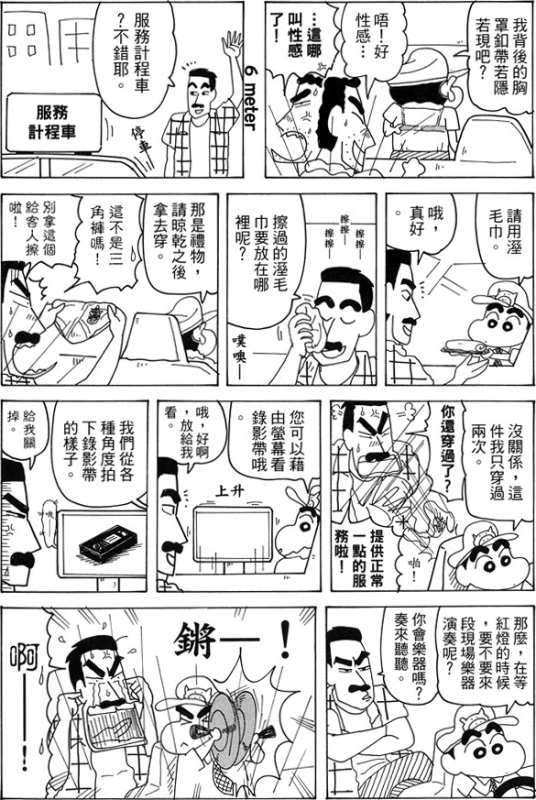 我背後的胸
罩釦帶若隱
若現吧?
唔!好
性感…
…這哪
叫性感
了!
6 meter
服務計程車
?不錯耶。
服務
計程車
停車
請用溼
毛巾。
哦,
真好。
擦擦—
擦擦—
擦擦—
擦過的溼毛
巾要放在哪
裡呢?
噗噢—
那是禮物,
請晾乾之後
拿去穿。
這不是三
角褲嗎!
別拿這個
給客人擦
啦!
沒關係,這
件我只穿過
兩次。
你還穿過了?
啪!
提供正常
一點的服
務啦!
您可以藉
由螢幕看
錄影帶哦
。
哦,好啊
,放給我
看。
上升
我們從各
種角度拍
下錄影帶
的樣子。
給我關
掉。
那麼,在等
紅燈的時候
,要不要來
段現場樂器
演奏呢?
你會樂器嗎?
奏來聽聽。
鏘—!
啊——!